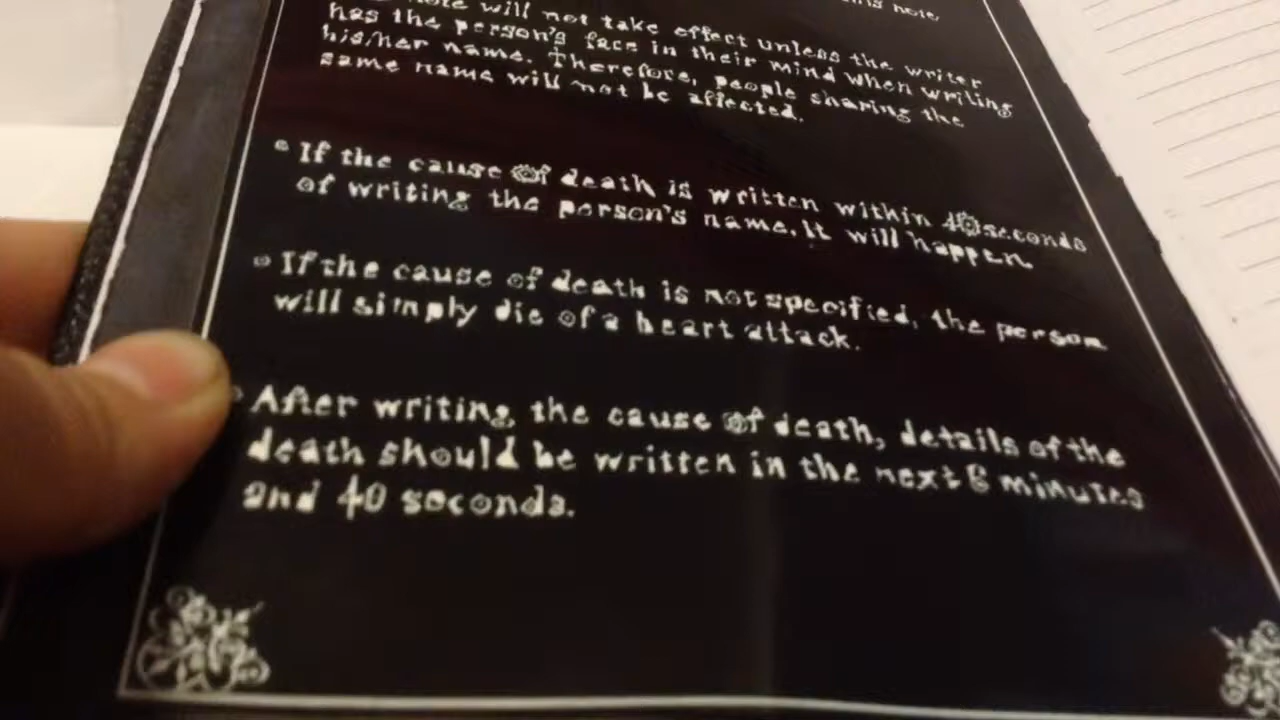 this note,
note will not take effect unless the writer
has the person's face in their mind when writing
his/her name. Therefore, people sharing the
same name will not be affected.
If the cause of death is written within 40 seconds
of writing the person's name, it will happen.
If the cause of death is not specified, the person
will simply die of a heart attack.
After writing the cause of death, details of the
death should be written in the next 6 minutes
and 40 seconds.